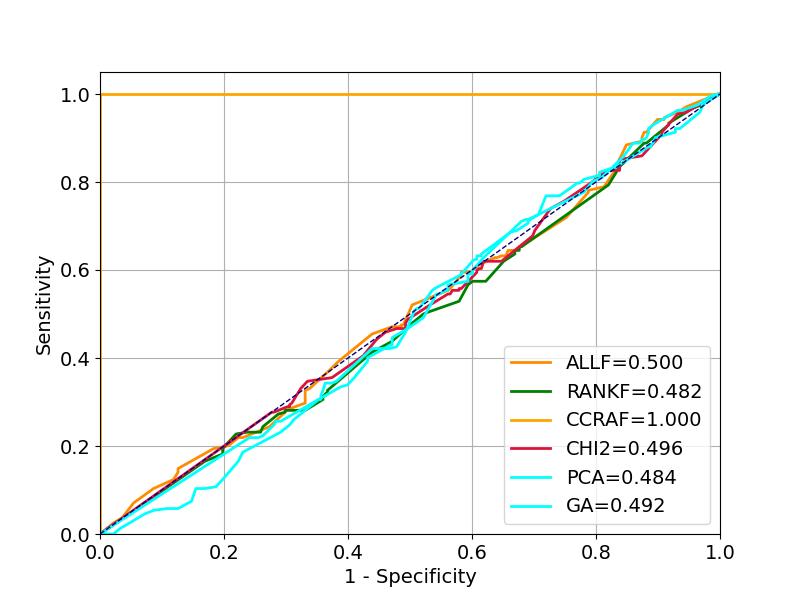 1.0
0.8
0.6
0.4
0.2
0.0
Sensitivity
ALLF=0.500
RANKF=0.482
CCRAF=1.000
CHI2=0.496
PCA=0.484
GA=0.492
0.0 0.2 0.4 0.6 0.8 1.0
1 - Specificity